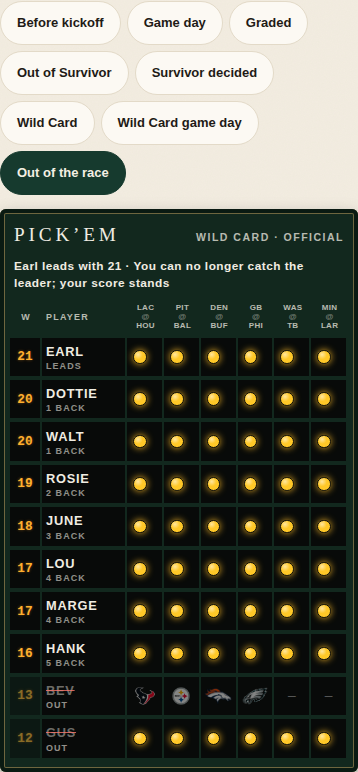 Before kickoff Game day Graded
Out of Survivor Survivor decided
Wild Card Wild Card game day
Out of the race
PICK’EM WILD CARD · OFFICIAL
Earl leads with 21 · You can no longer catch the
leader; your score stands
W PLAYER LAC @ HOU PIT @ BAL DEN @ BUF GB @ PHI WAS @ TB MIN @ LAR
21 EARL
LEADS
20 DOTTIE
1 BACK
20 WALT
1 BACK
19 ROSIE
2 BACK
18 JUNE
3 BACK
17 LOU
4 BACK
17 MARGE
4 BACK
16 HANK
5 BACK
13 BEV – –
OUT
12 GUS
OUT